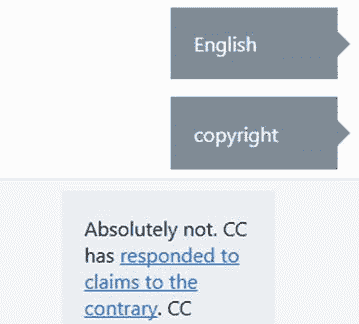 English
copyright
Absolutely not. CC
has responded to
claims to the
contrary. CC